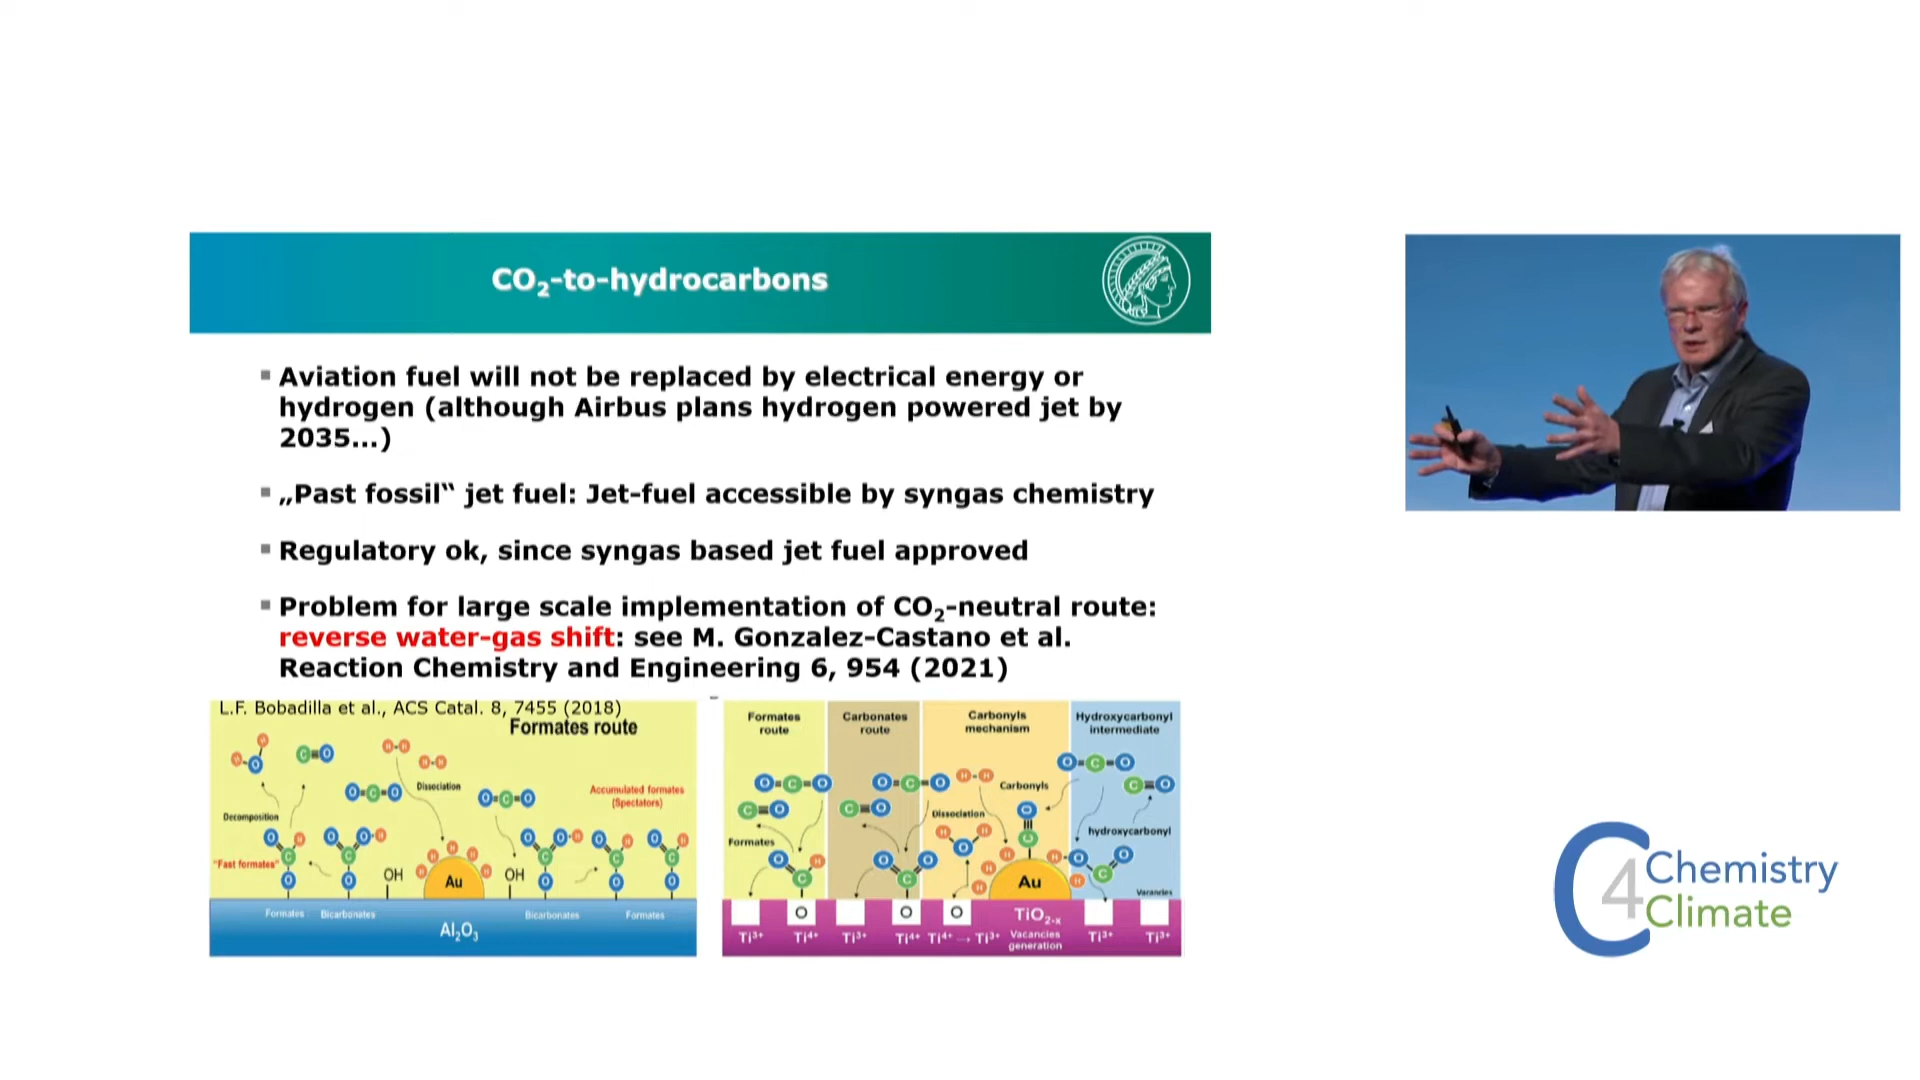 CO₂-to-hydrocarbons
▪ Aviation fuel will not be replaced by electrical energy or
hydrogen (although Airbus plans hydrogen powered jet by
2035...)
▪ „Past fossil“ jet fuel: Jet-fuel accessible by syngas chemistry
▪ Regulatory ok, since syngas based jet fuel approved
▪ Problem for large scale implementation of CO₂-neutral route:
reverse water-gas shift: see M. Gonzalez-Castano et al.
Reaction Chemistry and Engineering 6, 954 (2021)
L.F. Bobadilla et al., ACS Catal. 8, 7455 (2018)
Formates route
H H O
C O
H H
H H
O C O
Dissociation
O C O
Accumulated formates
(Spectators)
Decomposition
"Fast formates"
OH
Au
OH
Formates
Bicarbonates
Bicarbonates
Formates
Al₂O₃
Formates
route
Carbonates
route
Carbonyls
mechanism
Hydroxycarbonyl
intermediate
O C O
O C O
H H
Carbonyls
O C O
C O
C O
C O
Dissociation
hydroxycarbonyl
Formates
Au
Vacancies
O
O
O
TiO₂₋ₓ
Ti³⁺
Ti⁴⁺
Ti³⁺
Ti⁴⁺
Ti⁴⁺ → Ti³⁺
Vacancies
generation
Ti³⁺
Ti³⁺
C4
Chemistry
Climate